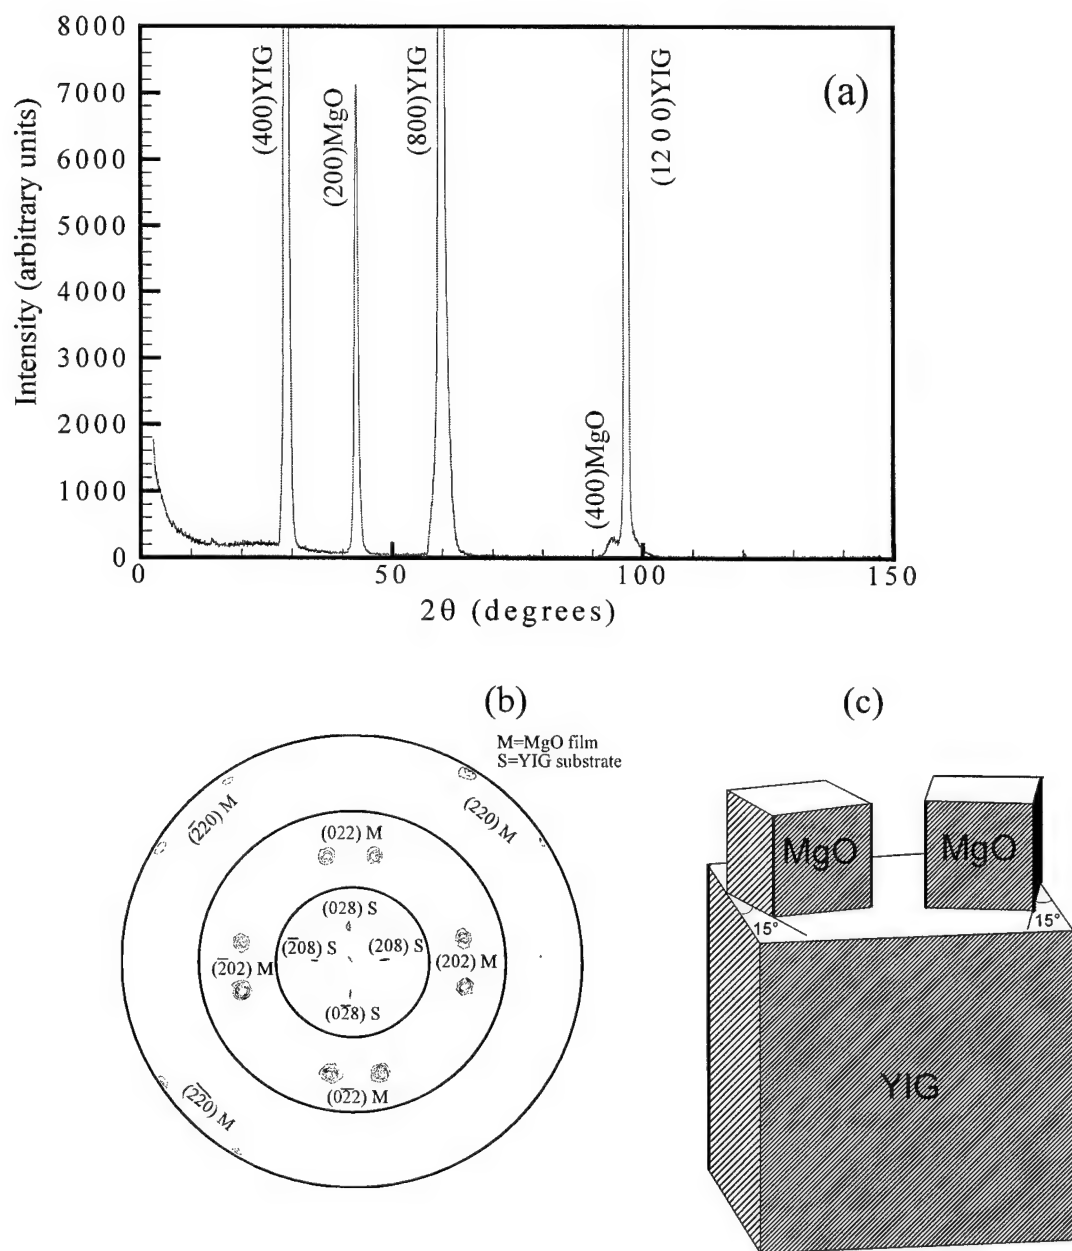 (a)
8000
7000
6000
5000
4000
3000
2000
1000
0
Intensity (arbitrary units)
(400)YIG
(200)MgO
(800)YIG
(400)MgO
(12 0 0)YIG
0
50
100
150
2θ (degrees)
(b)
M=MgO film
S=YIG substrate
(2̅20) M
(220) M
(022) M
(028) S
(2̅08) S
(208) S
(2̅02) M
(202) M
(02̅8) S
(02̅2) M
(2̅2̅0) M
(c)
MgO
MgO
15°
15°
YIG